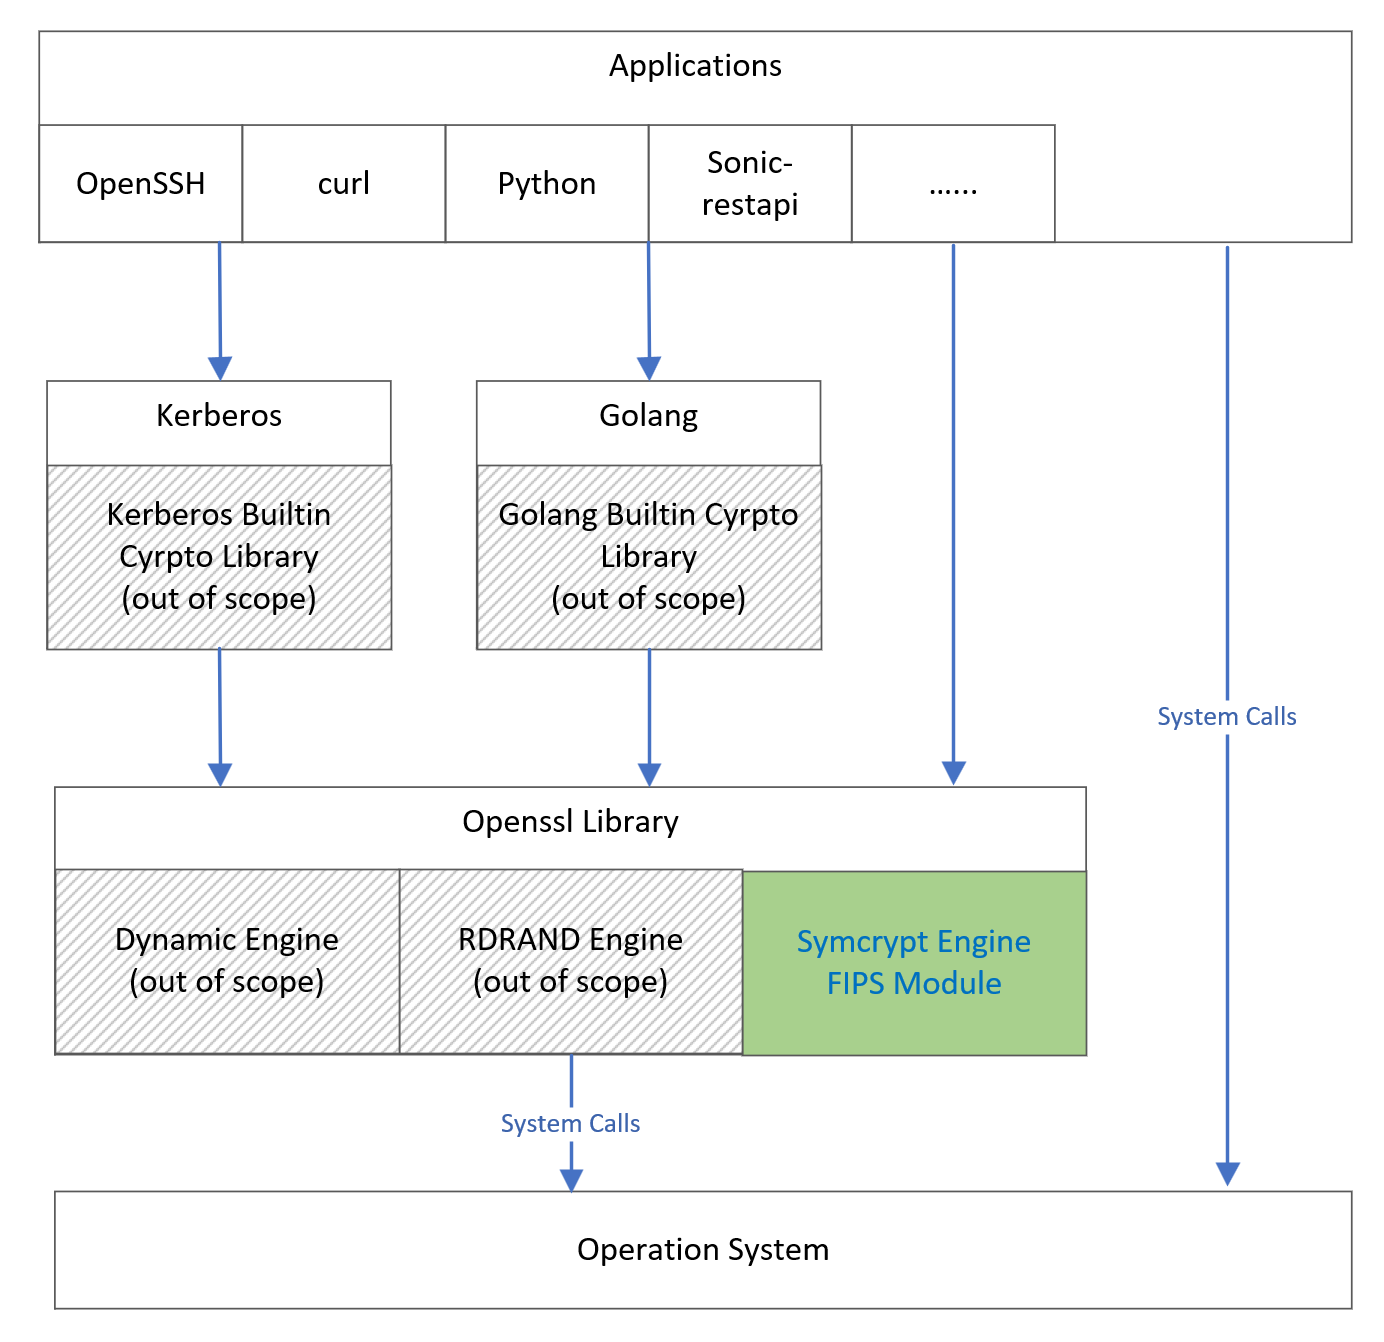 Applications
OpenSSH
curl
Python
Sonic-
restapi
......
Kerberos
Golang
Kerberos Builtin
Cyrpto Library
(out of scope)
Golang Builtin Cyrpto
Library
(out of scope)
System Calls
Openssl Library
Dynamic Engine
(out of scope)
RDRAND Engine
(out of scope)
Symcrypt Engine
FIPS Module
System Calls
Operation System